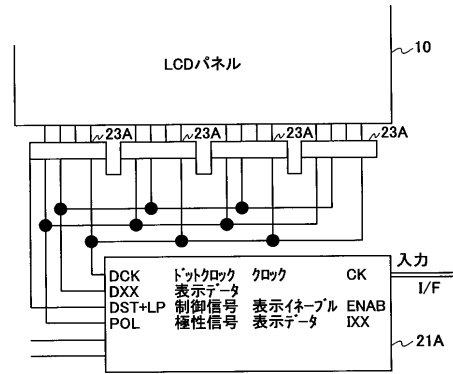 LCDパネル
10
23A 23A 23A 23A
入力
DCK ドットクロック クロック CK
I/F
DXX 表示データ
DST+LP 制御信号 表示イネーブル ENAB
POL 極性信号 表示データ IXX
21A